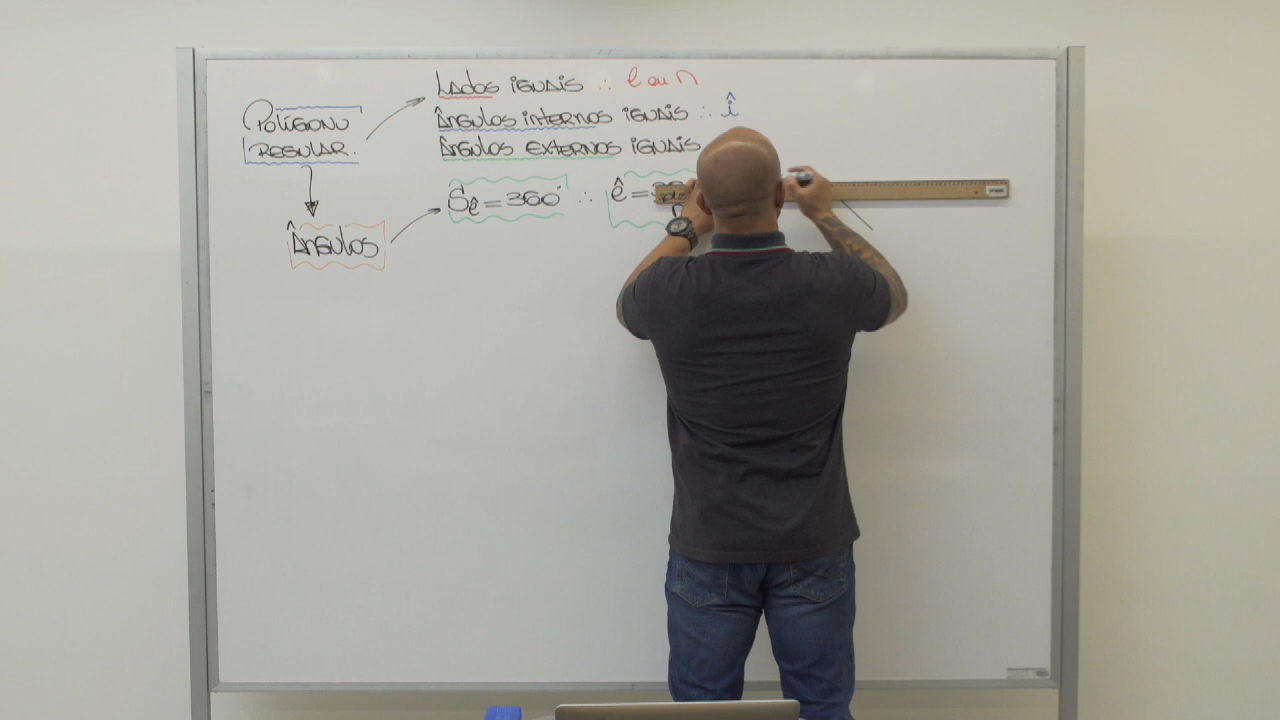 Polígono
Regular.
Lados iguais ∴ l ou n
Ângulos internos iguais ∴ î
Ângulos externos iguais
Ângulos
Sê = 360° ∴ ê =